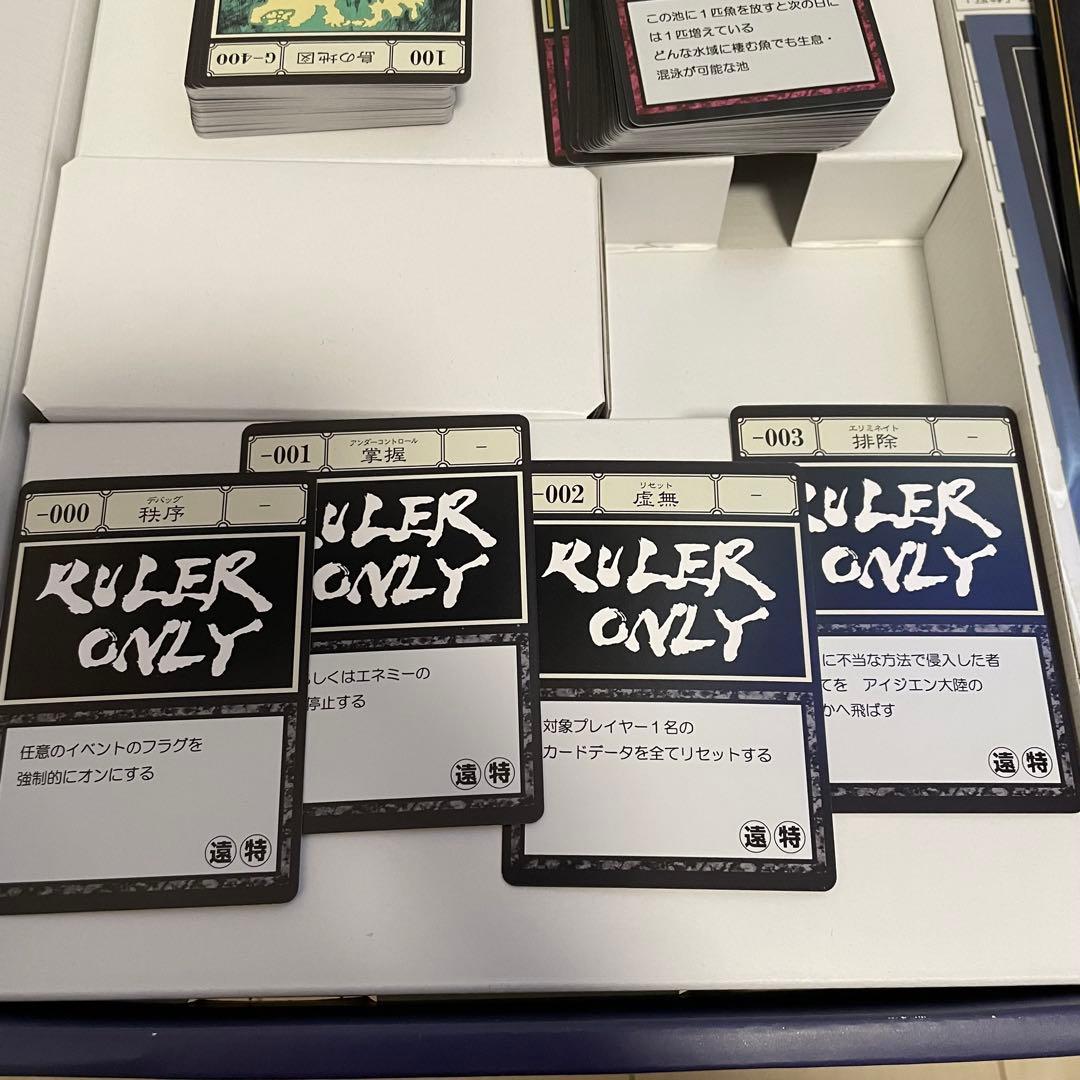 100 島の地図 G-400
この池に1匹魚を放すと次の日に
は1匹増えている
どんな水域に棲む魚でも生息・
混泳が可能な池
-000 デバッグ 秩序 -
RULER
ONLY
任意のイベントのフラグを
強制的にオンにする
遠 特
-001 アンダーコントロール 掌握 -
ULER
ONLY
しくはエネミーの
停止する
遠 特
-002 リセット 虚無 -
RULER
ONLY
対象プレイヤー1名の
カードデータを全てリセットする
遠 特
-003 エリミネイト 排除 -
ULER
ONLY
に不当な方法で侵入した者
てを アイジエン大陸の
かへ飛ばす
遠 特